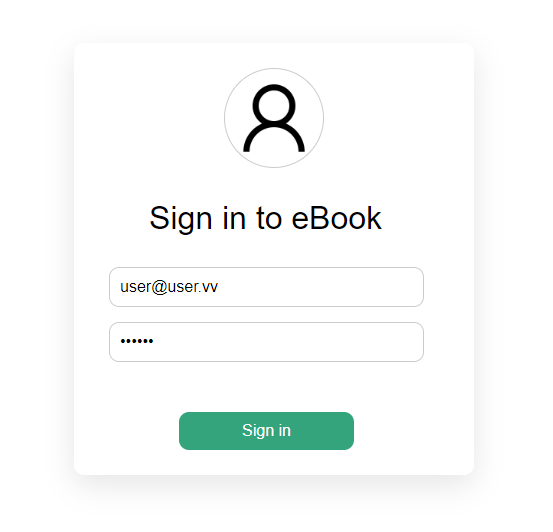 Sign in to eBook
user@user.vv
••••••
Sign in